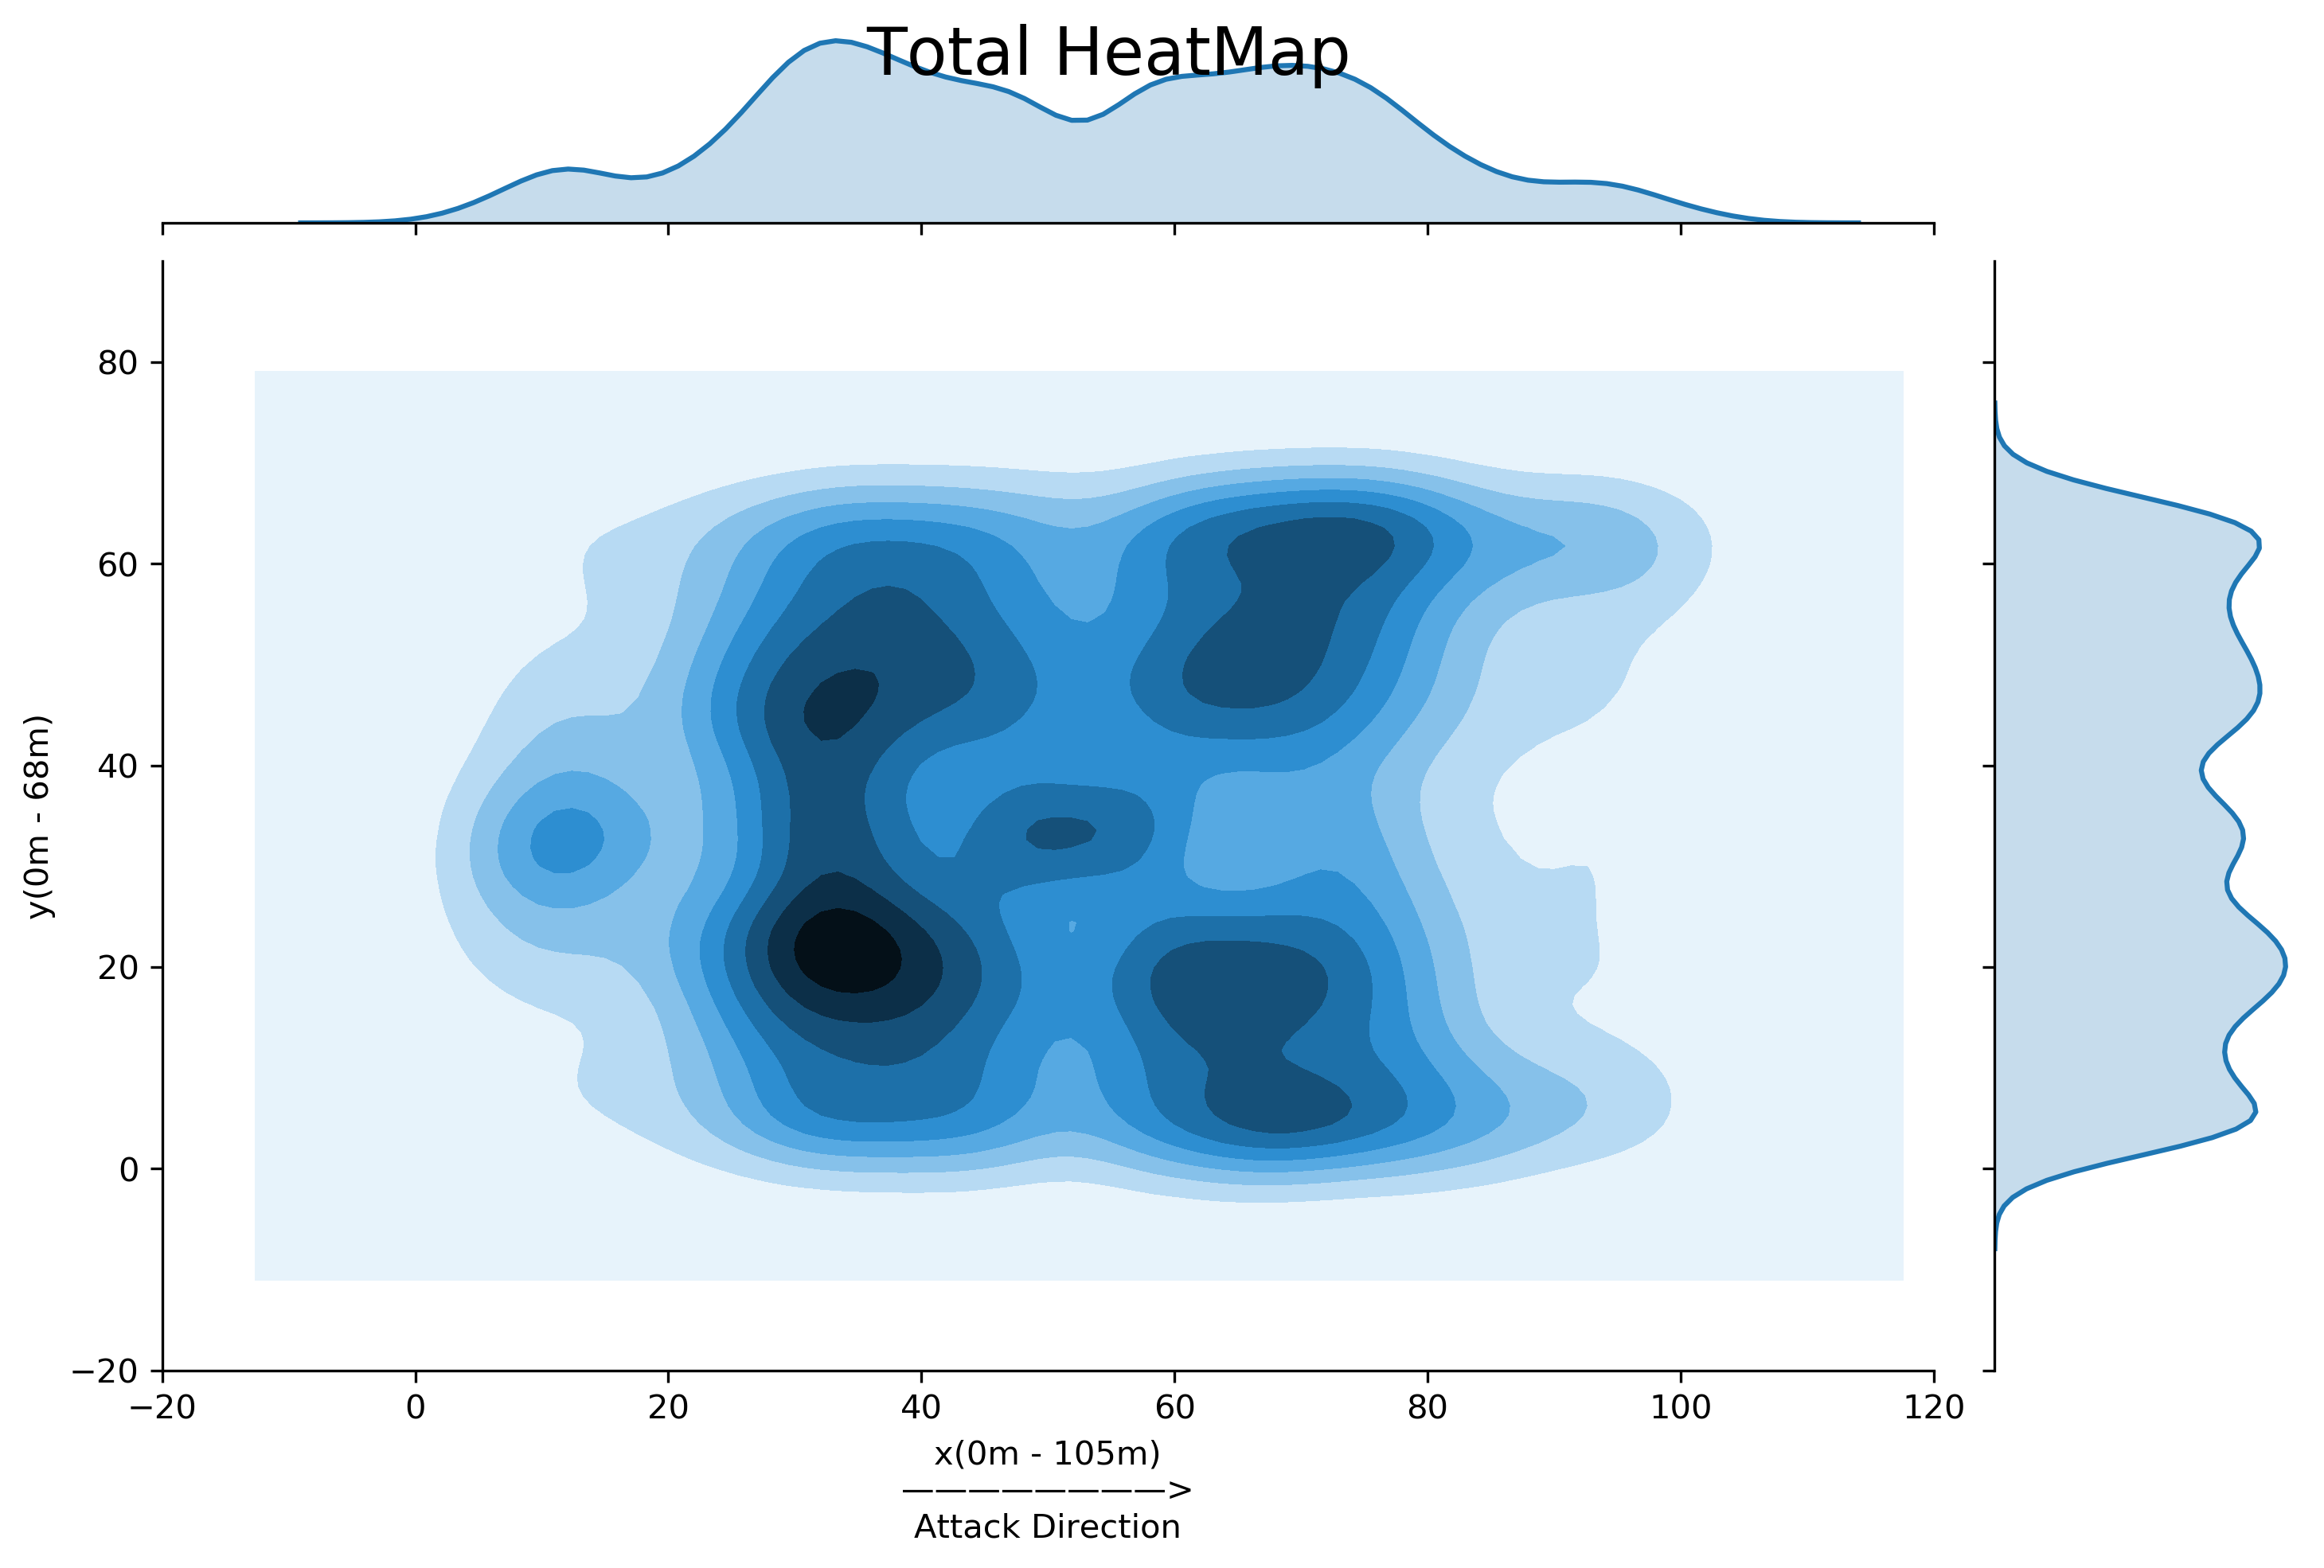 Total HeatMap
80
60
40
20
0
−20
y(0m - 68m)
−20 0 20 40 60 80 100 120
x(0m - 105m)
————————>
Attack Direction